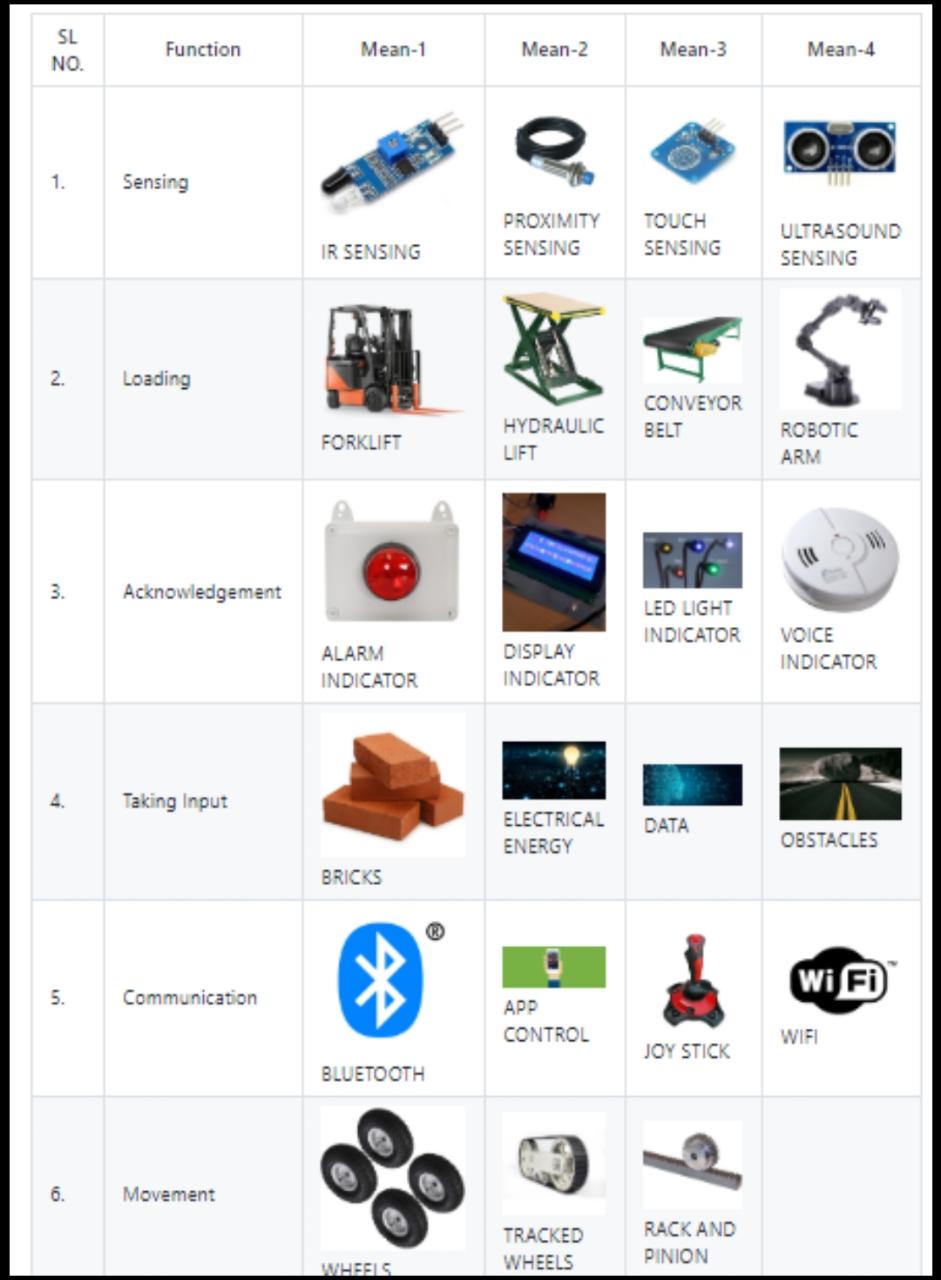 SL
NO.
Function
Mean-1
Mean-2
Mean-3
Mean-4
1.
Sensing
IR SENSING
PROXIMITY
SENSING
TOUCH
SENSING
ULTRASOUND
SENSING
2.
Loading
FORKLIFT
HYDRAULIC
LIFT
CONVEYOR
BELT
ROBOTIC
ARM
3.
Acknowledgement
ALARM
INDICATOR
DISPLAY
INDICATOR
LED LIGHT
INDICATOR
VOICE
INDICATOR
4.
Taking Input
BRICKS
ELECTRICAL
ENERGY
DATA
OBSTACLES
5.
Communication
®
BLUETOOTH
APP
CONTROL
JOY STICK
Wi Fi ™
WIFI
6.
Movement
WHEELS
TRACKED
WHEELS
RACK AND
PINION